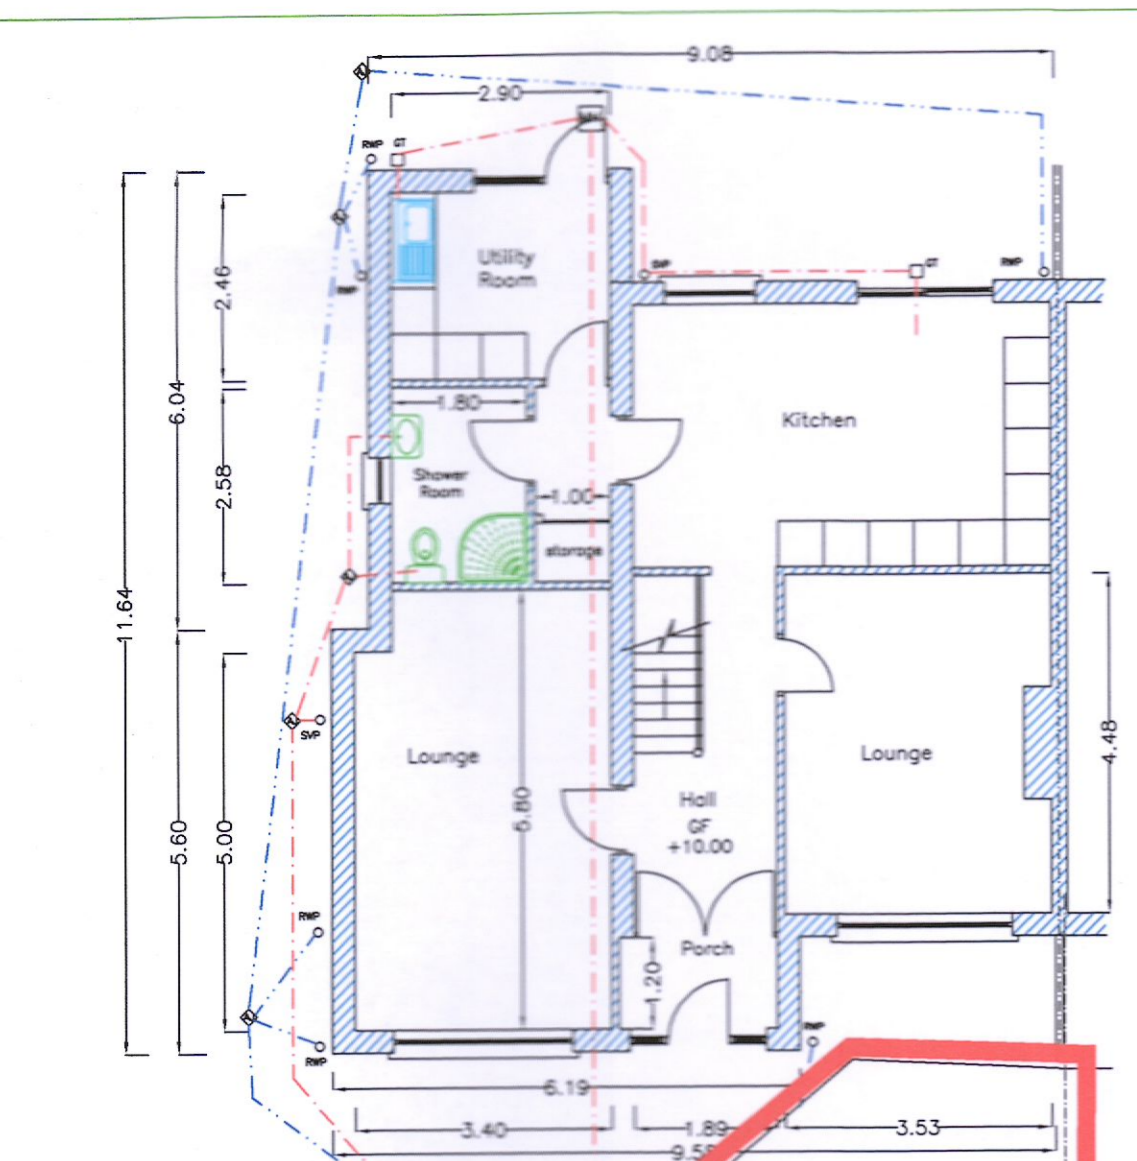 9.08
2.90
MH
RWP
GT
Utility
Room
2.46
RWP
SVP
GT
RWP
6.04
1.80
Kitchen
Shower
Room
2.58
1.00
storage
11.64
SVP
Lounge
Lounge
4.48
Hall
GF
+10.00
5.60
5.00
6.80
RWP
Porch
1.20
RWP
RWP
6.19
3.40
1.89
3.53